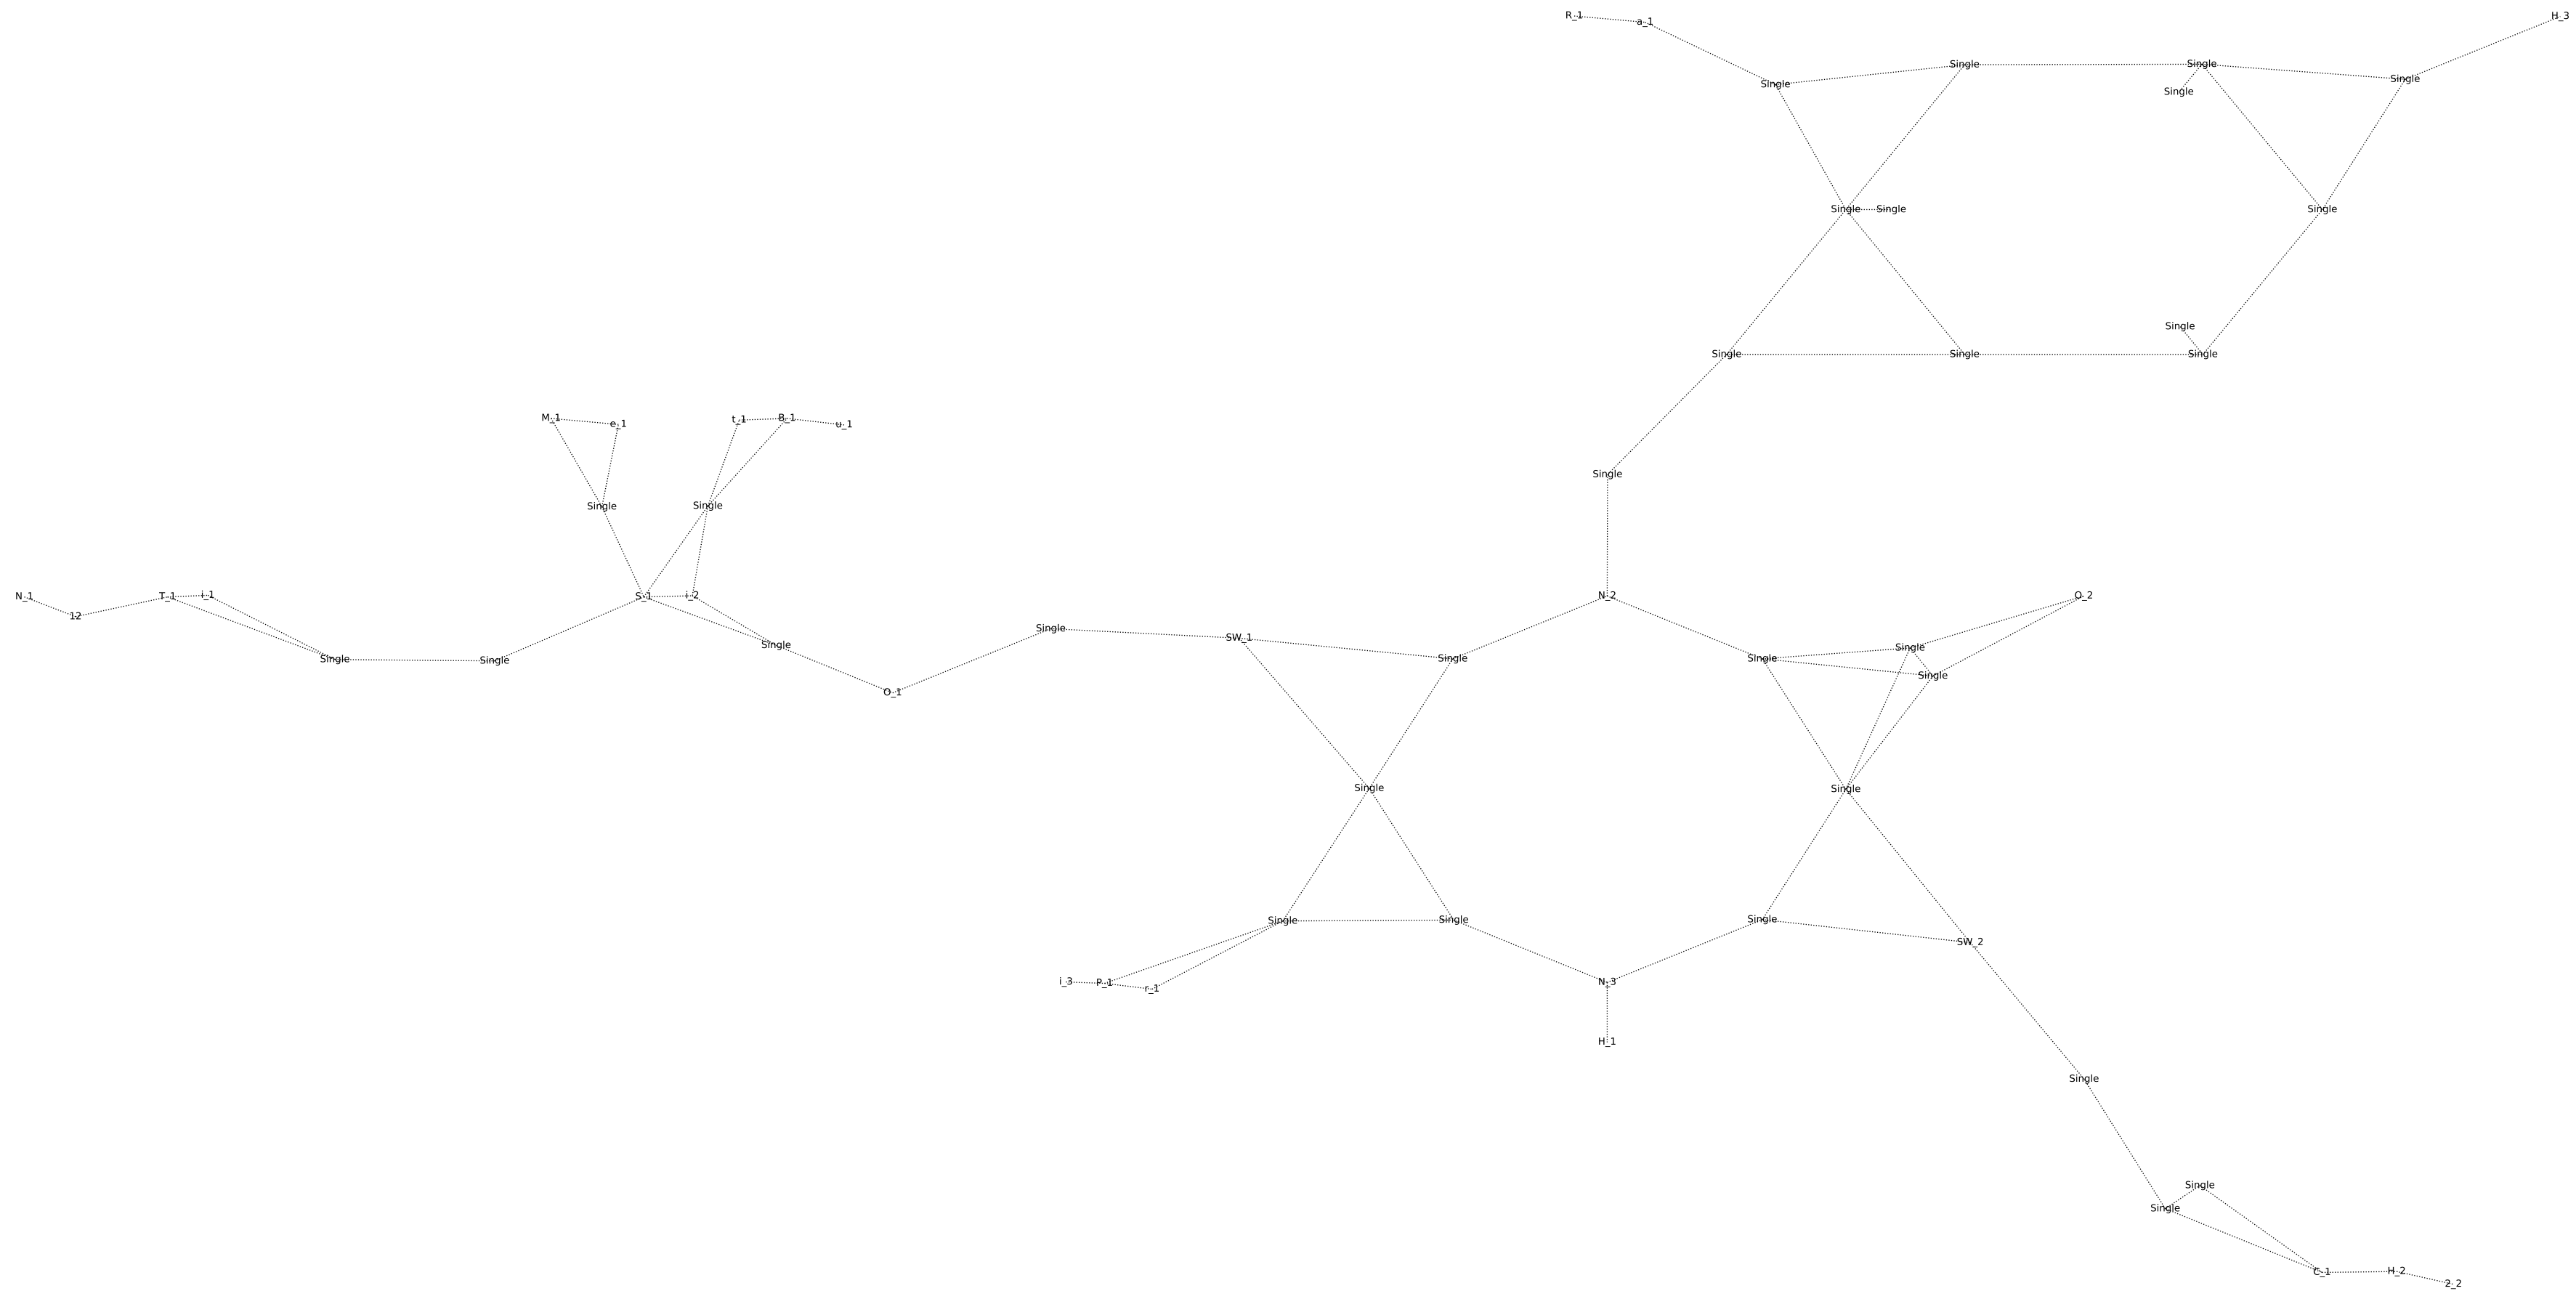 R_1 a_1 H_3
Single Single Single
Single Single
Single Single Single
Single
Single Single Single
Single
M_1 e_1 t_1 B_1 u_1
Single Single
N_1 12 T_1 i_1 S_1 i_2 N_2 O_2
Single SW_1
Single Single Single Single Single Single
Single
O_1
Single Single
Single Single Single
SW_2
i_3 P_1 r_1 N_3
H_1
Single
Single
Single
C_1 H_2 2_2